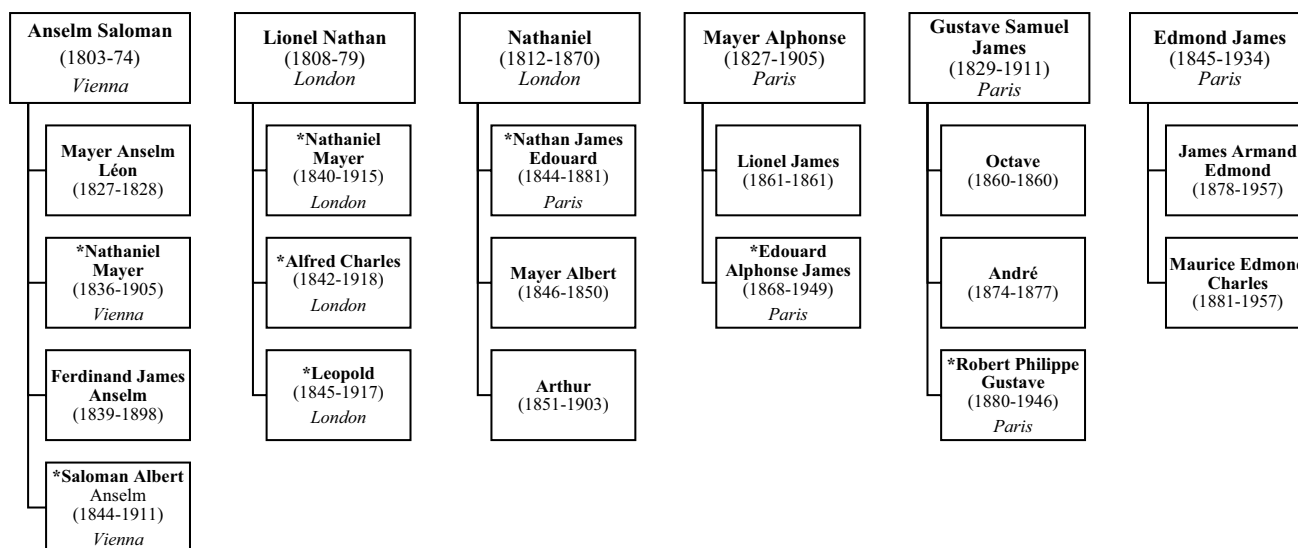 Anselm Saloman
(1803-74)
Vienna
Mayer Anselm
Léon
(1827-1828)
*Nathaniel
Mayer
(1836-1905)
Vienna
Ferdinand James
Anselm
(1839-1898)
*Saloman Albert
Anselm
(1844-1911)
Vienna
Lionel Nathan
(1808-79)
London
*Nathaniel
Mayer
(1840-1915)
London
*Alfred Charles
(1842-1918)
London
*Leopold
(1845-1917)
London
Nathaniel
(1812-1870)
London
*Nathan James
Edouard
(1844-1881)
Paris
Mayer Albert
(1846-1850)
Arthur
(1851-1903)
Mayer Alphonse
(1827-1905)
Paris
Lionel James
(1861-1861)
*Edouard
Alphonse James
(1868-1949)
Paris
Gustave Samuel
James
(1829-1911)
Paris
Octave
(1860-1860)
André
(1874-1877)
*Robert Philippe
Gustave
(1880-1946)
Paris
Edmond James
(1845-1934)
Paris
James Armand
Edmond
(1878-1957)
Maurice Edmond
Charles
(1881-1957)